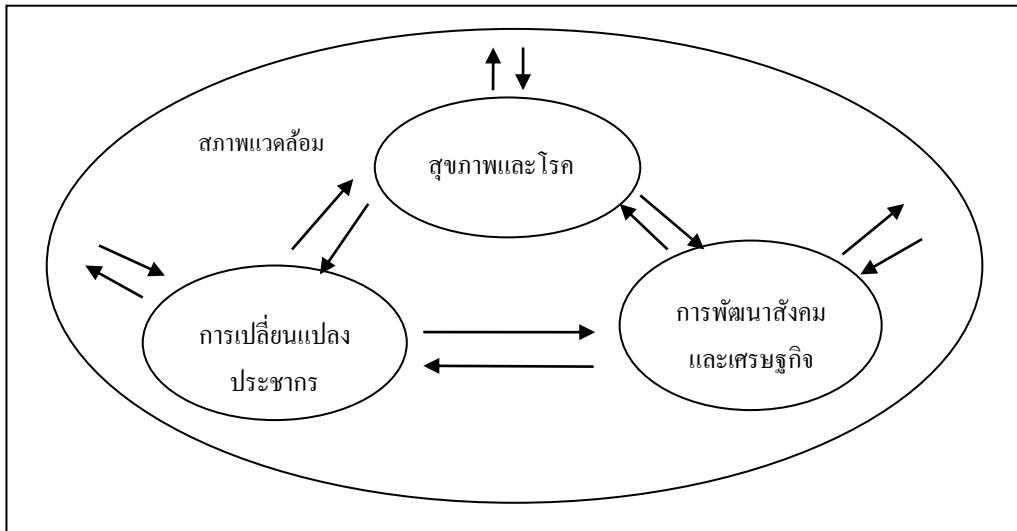 สภาพแวดล้อม
สุขภาพและโรค
การเปลี่ยนแปลง
ประชากร
การพัฒนาสังคม
และเศรษฐกิจ